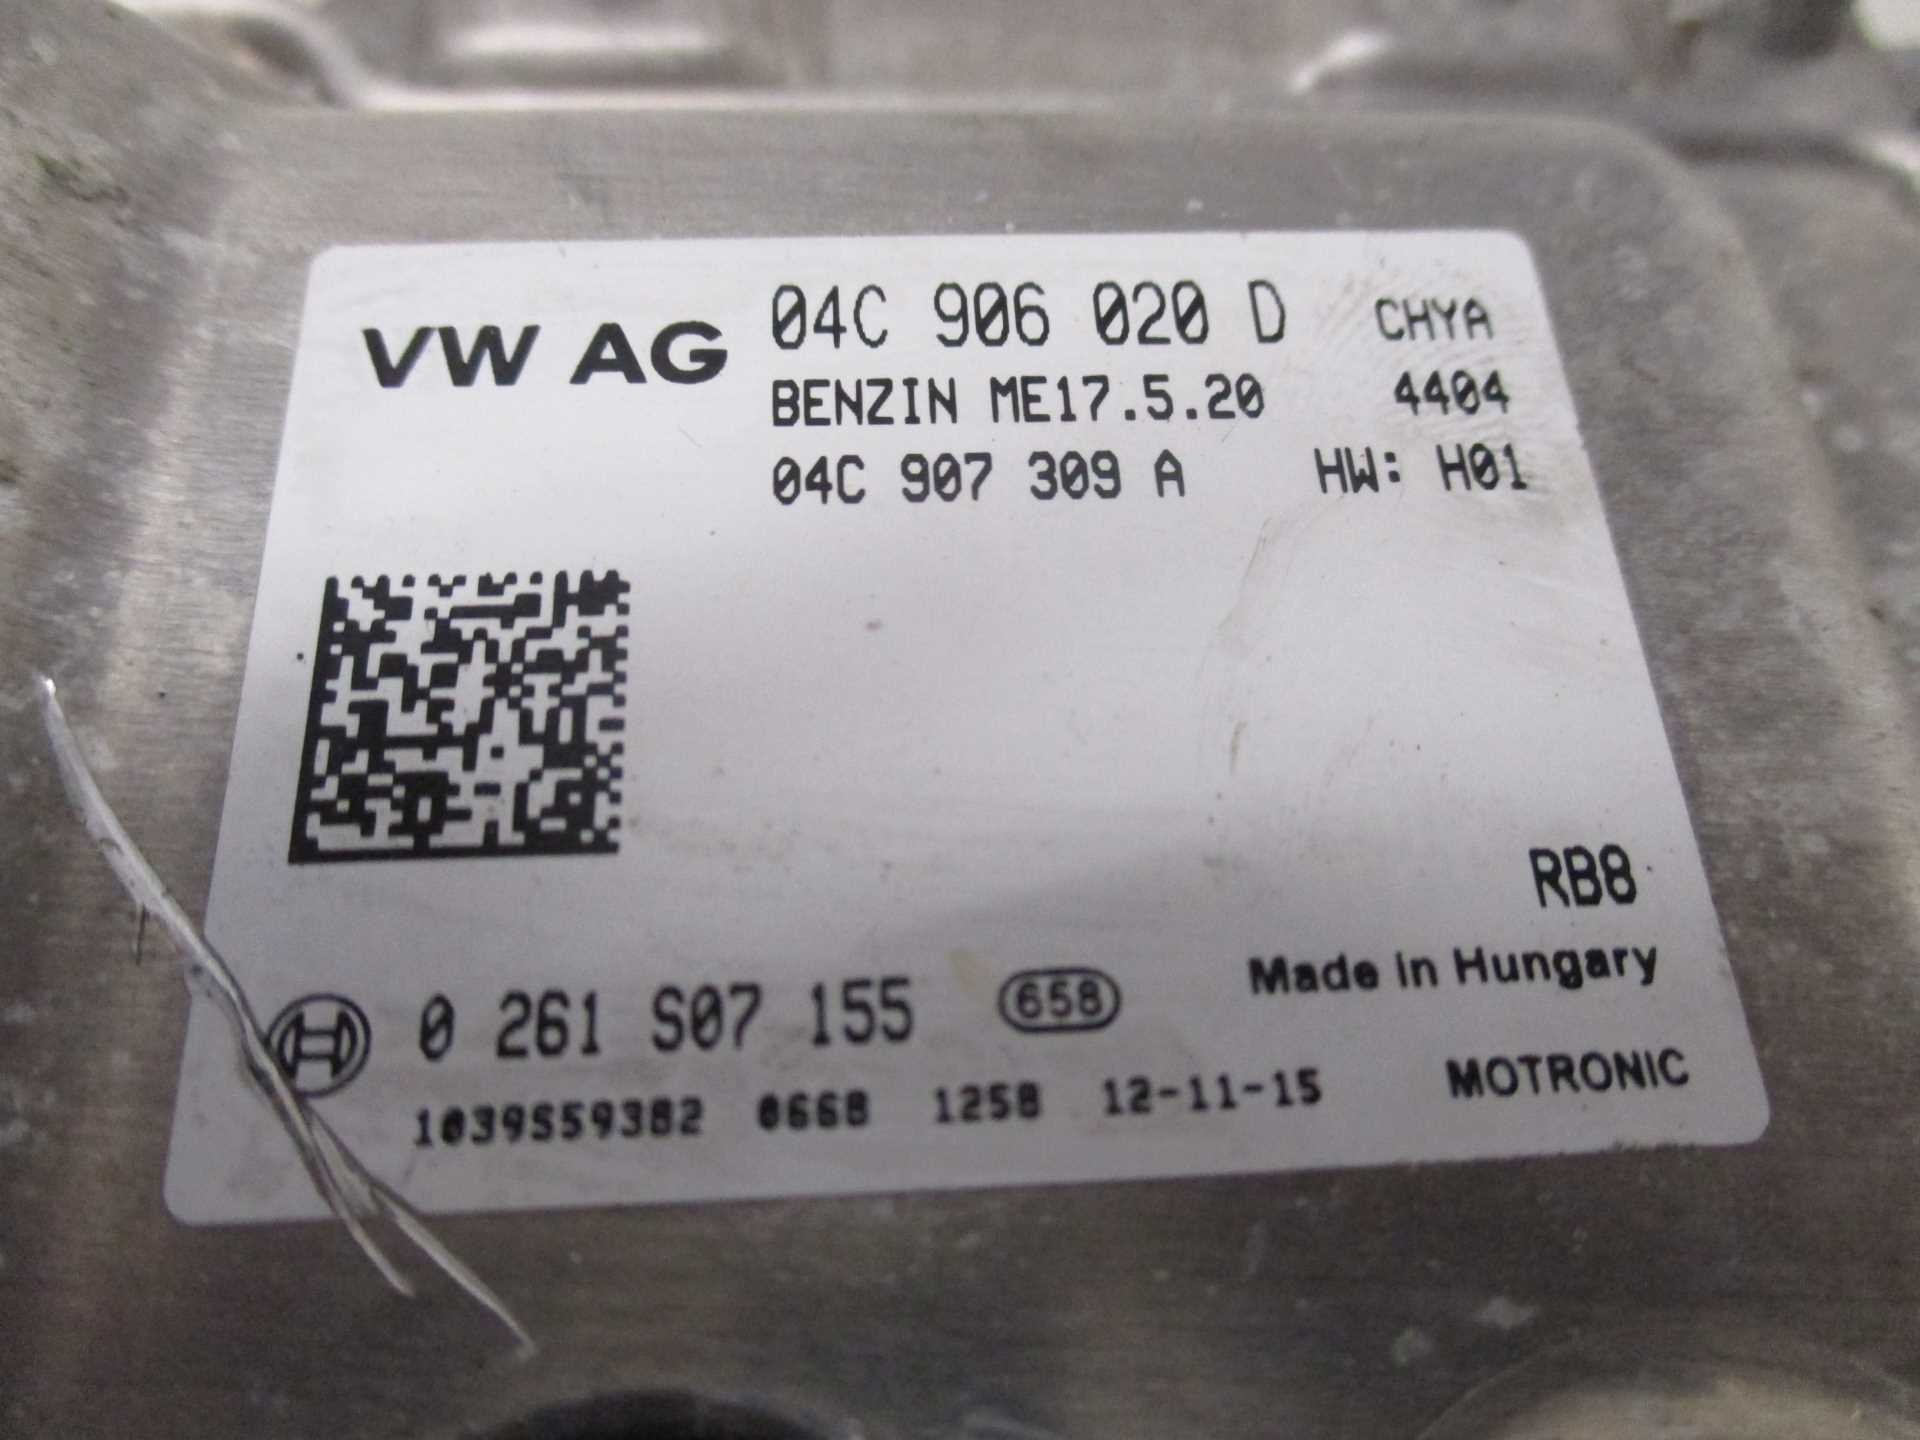 VW AG 04C 906 020 D CHYA
BENZIN ME17.5.20 4404
04C 907 309 A HW: H01
RB8
Made in Hungary
0 261 S07 155 658
MOTRONIC
1039S59382 0668 1258 12-11-15